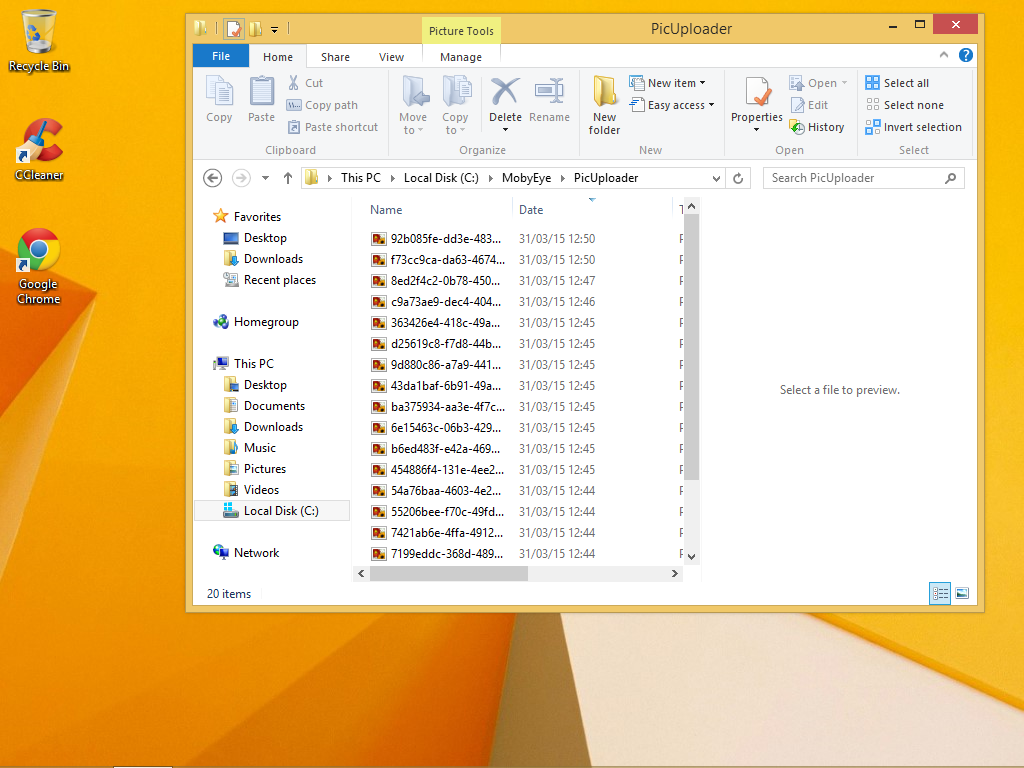 Recycle Bin
CCleaner
Google
Chrome
Picture Tools
PicUploader
File
Home
Share
View
Manage
Copy
Paste
Cut
Copy path
Paste shortcut
Clipboard
Move
to
Copy
to
Delete
Rename
Organize
New
folder
New item
Easy access
New
Properties
Open
Edit
History
Open
Select all
Select none
Invert selection
Select
This PC
Local Disk (C:)
MobyEye
PicUploader
Search PicUploader
Favorites
Desktop
Downloads
Recent places
Homegroup
This PC
Desktop
Documents
Downloads
Music
Pictures
Videos
Local Disk (C:)
Network
Name Date
92b085fe-dd3e-483... 31/03/15 12:50
f73cc9ca-da63-4674... 31/03/15 12:50
8ed2f4c2-0b78-450... 31/03/15 12:47
c9a73ae9-dec4-404... 31/03/15 12:46
363426e4-418c-49a... 31/03/15 12:45
d25619c8-f7d8-44b... 31/03/15 12:45
9d880c86-a7a9-441... 31/03/15 12:45
43da1baf-6b91-49a... 31/03/15 12:45
ba375934-aa3e-4f7c... 31/03/15 12:45
6e15463c-06b3-429... 31/03/15 12:45
b6ed483f-e42a-469... 31/03/15 12:45
454886f4-131e-4ee2... 31/03/15 12:45
54a76baa-4603-4e2... 31/03/15 12:44
55206bee-f70c-49fd... 31/03/15 12:44
7421ab6e-4ffa-4912... 31/03/15 12:44
7199eddc-368d-489... 31/03/15 12:44
Select a file to preview.
20 items